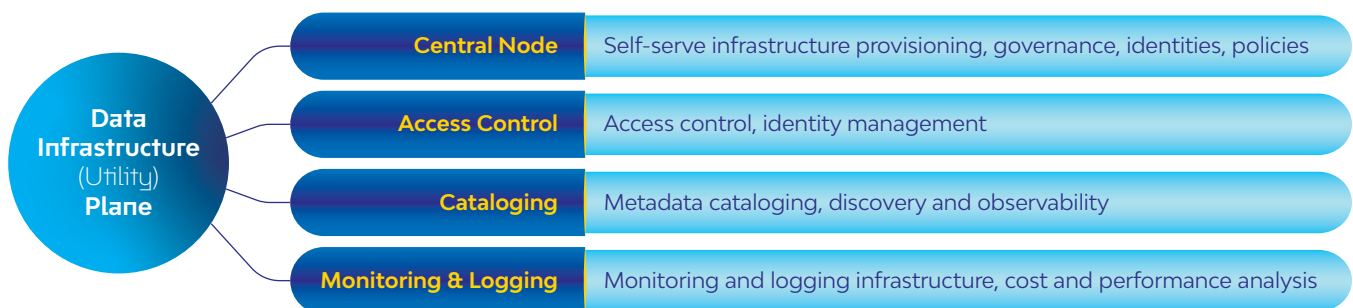 Data
Infrastructure
(Utility)
Plane
Central Node
Self-serve infrastructure provisioning, governance, identities, policies
Access Control
Access control, identity management
Cataloging
Metadata cataloging, discovery and observability
Monitoring & Logging
Monitoring and logging infrastructure, cost and performance analysis